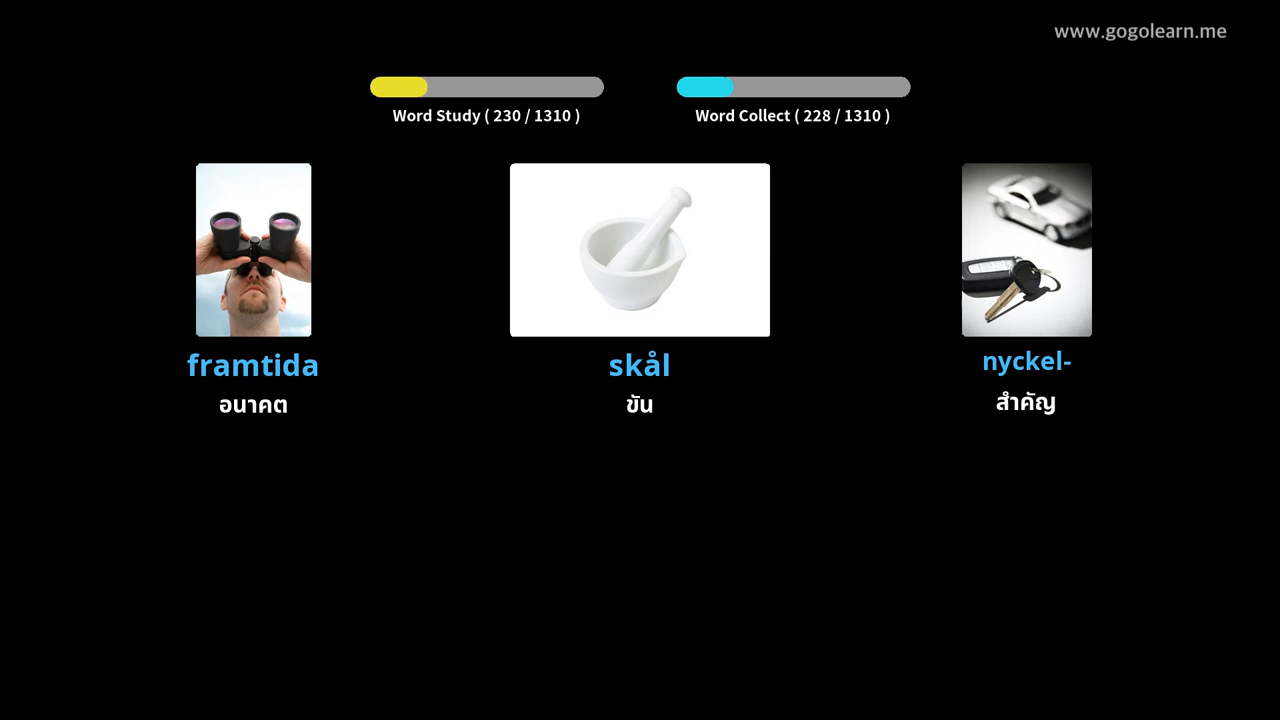 www.gogolearn.me
Word Study ( 230 / 1310 )
Word Collect ( 228 / 1310 )
framtida
อนาคต
skål
ขัน
nyckel-
สำคัญ